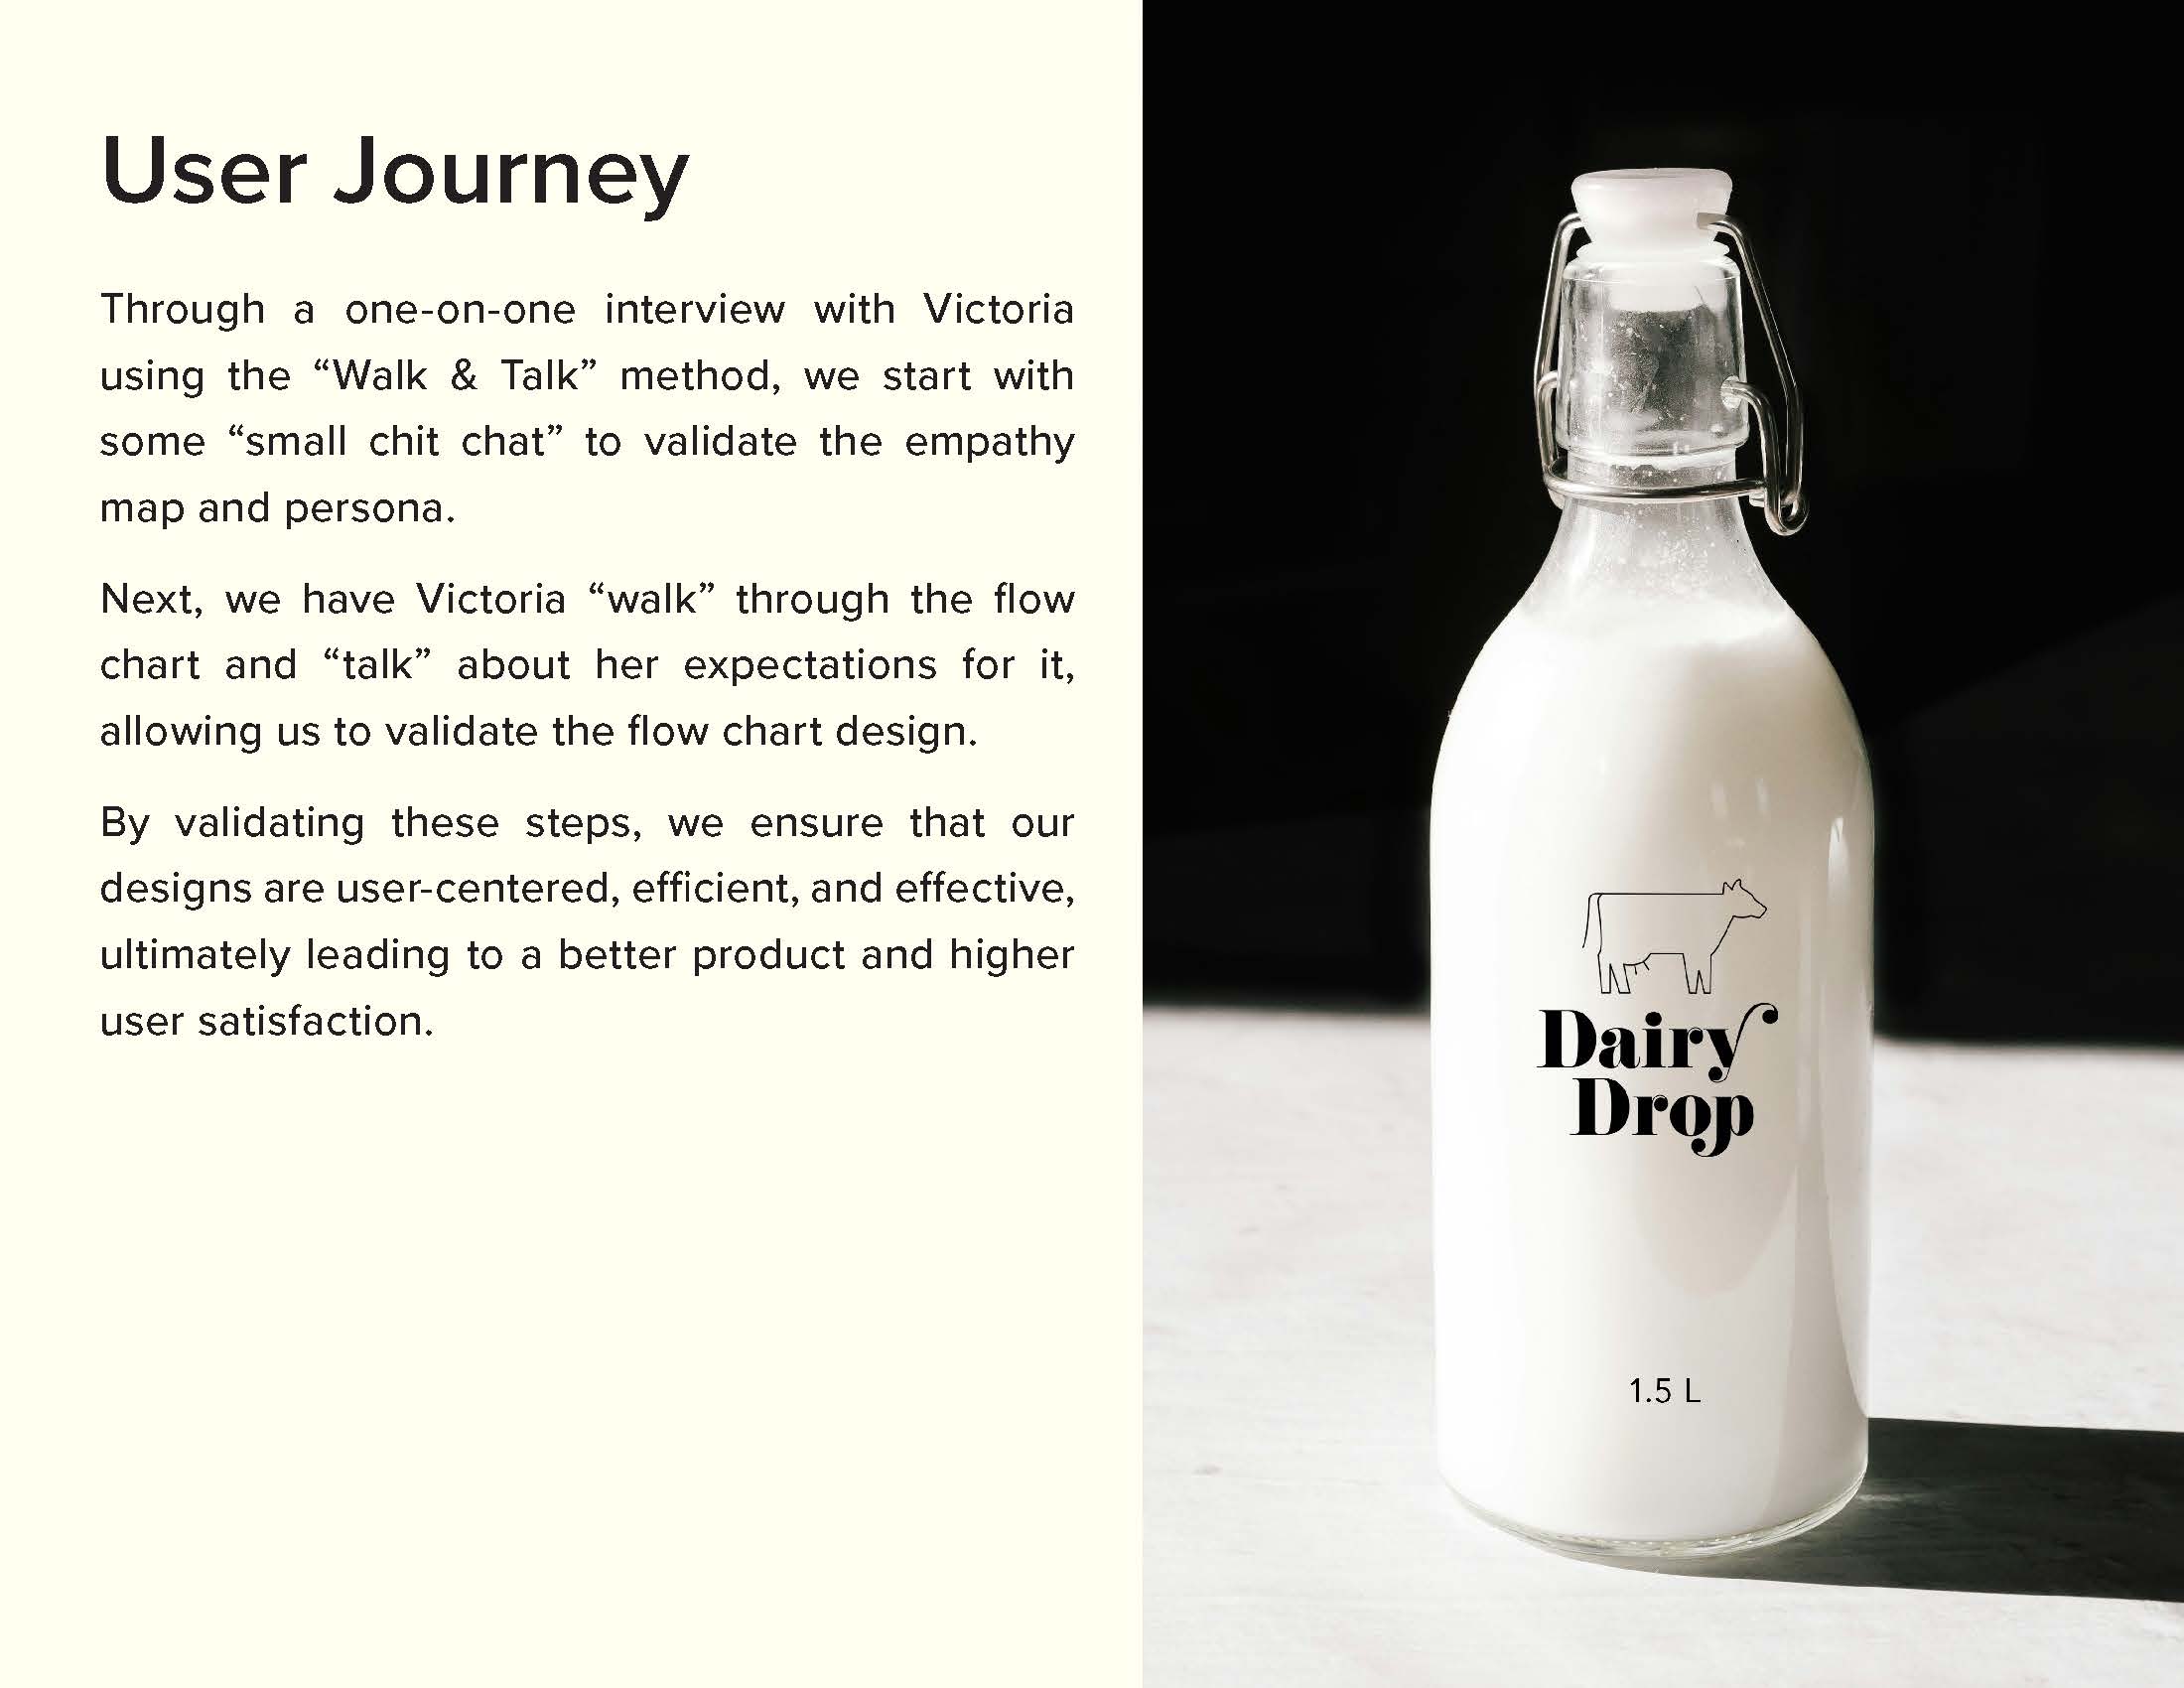 User Journey
Through a one-on-one interview with Victoria
using the “Walk & Talk” method, we start with
some “small chit chat” to validate the empathy
map and persona.
Next, we have Victoria “walk” through the flow
chart and “talk” about her expectations for it,
allowing us to validate the flow chart design.
By validating these steps, we ensure that our
designs are user-centered, efficient, and effective,
ultimately leading to a better product and higher
user satisfaction.
Dairy
Drop
1.5 L